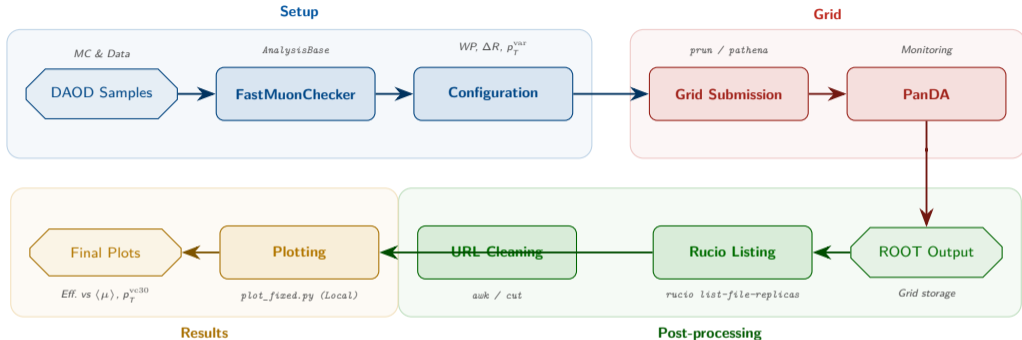 Setup
Grid
MC & Data
AnalysisBase
WP, ΔR, p_T^var
prun / pathena
Monitoring
DAOD Samples
FastMuonChecker
Configuration
Grid Submission
PanDA
Final Plots
Plotting
URL Cleaning
Rucio Listing
ROOT Output
Eff. vs ⟨μ⟩, p_T^vc30
plot_fixed.py (Local)
awk / cut
rucio list-file-replicas
Grid storage
Results
Post-processing